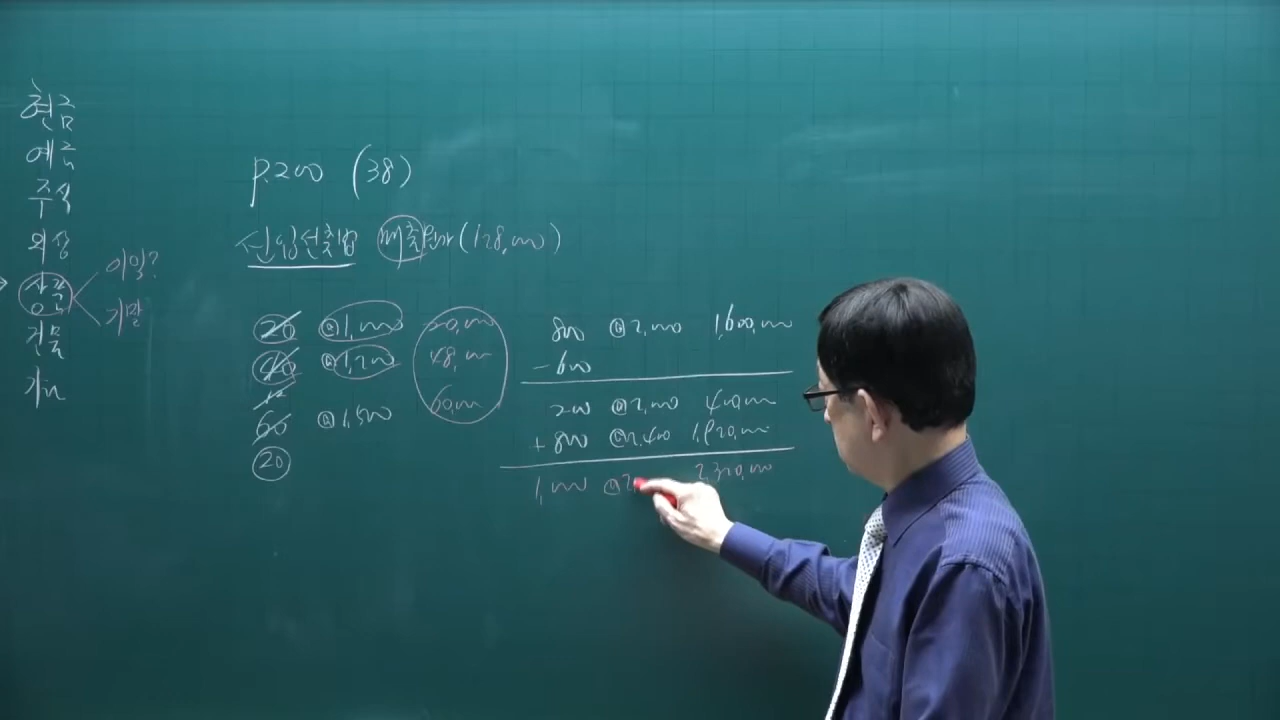 현금
예금
주식
외상
상품
이익?
기말
건물
기타
p.200 (38)
선입선출법 매출원가(128,000)
20 @1,000 20,000
40 @1,200 48,000
60 @1,500 60,000
20
800 @2,000 1,600,000
-600
200 @2,000 400,000
+800 @2,400 1,920,000
1,000 @2, 2,320,000